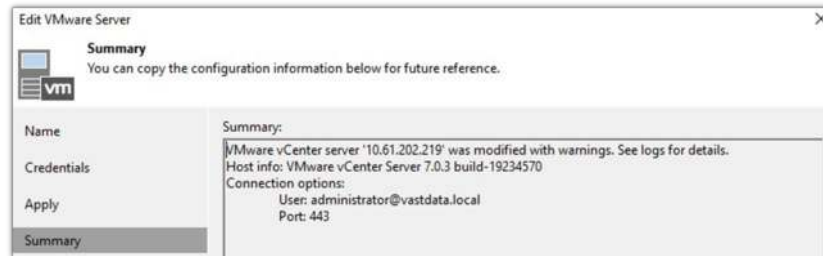 Edit VMware Server
Summary
You can copy the configuration information below for future reference.
vm
Name
Credentials
Apply
Summary
Summary:
VMware vCenter server '10.61.202.219' was modified with warnings. See logs for details.
Host info: VMware vCenter Server 7.0.3 build-19234570
Connection options:
User: administrator@vastdata.local
Port: 443